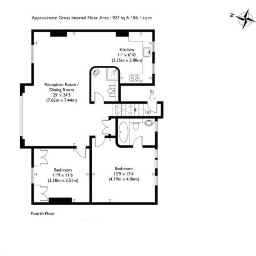 Approximate Gross Internal Floor Area : 927 sq ft / 86.1 sq m
N
Kitchen
11' x 6'10
(3.35m x 2.08m)
Reception Room /
Dining Room
25' x 24'5
(7.62m x 7.44m)
Bedroom
11'9 x 11'6
(3.58m x 3.51m)
Bedroom
13'9 x 13'4
(4.19m x 4.06m)
Fourth Floor